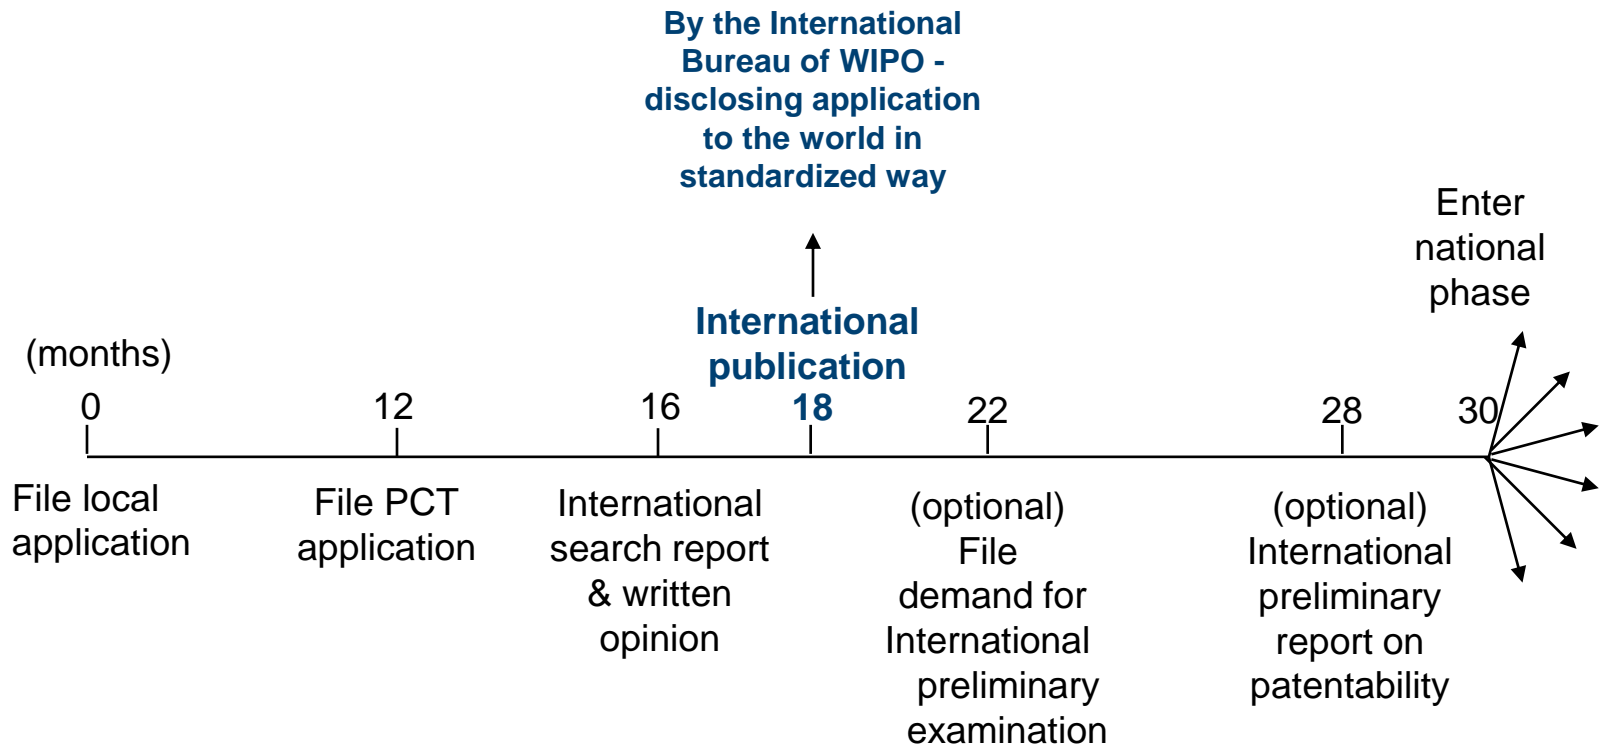 By the International
Bureau of WIPO -
disclosing application
to the world in
standardized way
Enter
national
phase
International
publication
(months)
0
12
16
18
22
28
30
File local
application
File PCT
application
International
search report
& written
opinion
(optional)
File
demand for
International
preliminary
examination
(optional)
International
preliminary
report on
patentability